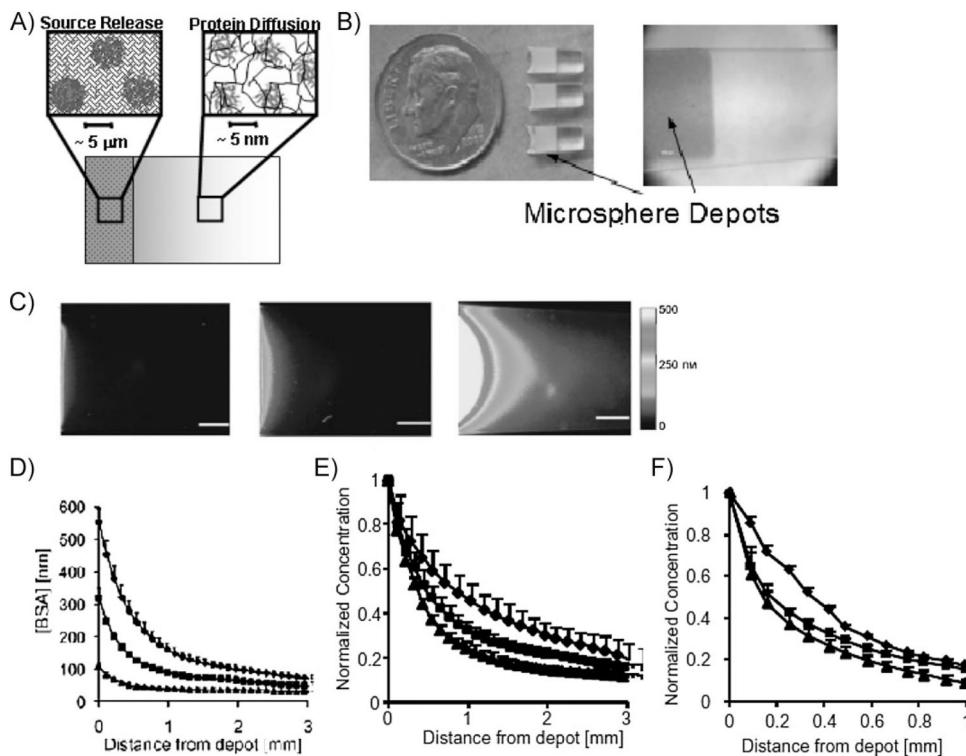 A)
Source Release
Protein Diffusion
~ 5 µm
~ 5 nm
B)
Microsphere Depots
C)
500
250 nM
0
D)
[BSA] [nm]
600
500
400
300
200
100
0
0
1
2
3
Distance from depot [mm]
E)
Normalized Concentration
1
0.8
0.6
0.4
0.2
0
0
1
2
3
Distance from depot [mm]
F)
Normalized Concentration
1
0.8
0.6
0.4
0.2
0
0
0.2
0.4
0.6
0.8
1
Distance from depot [mm]